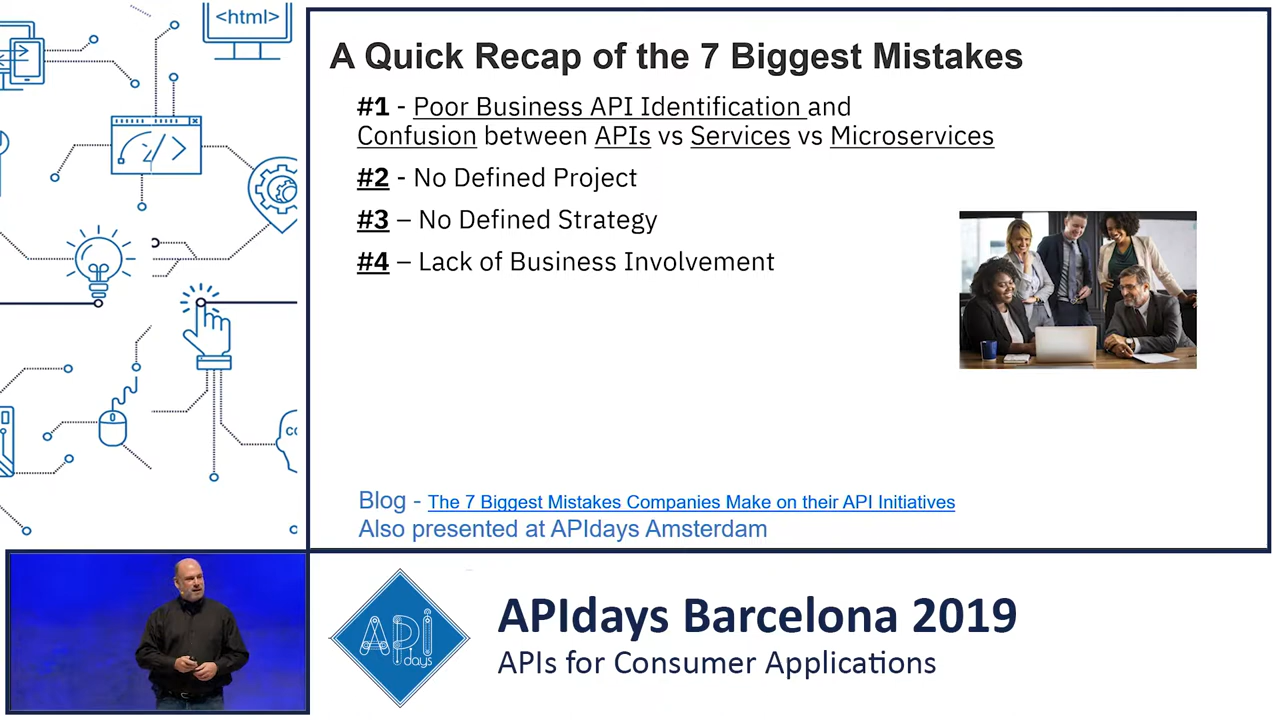 <html>
A Quick Recap of the 7 Biggest Mistakes
#1 - Poor Business API Identification and
Confusion between APIs vs Services vs Microservices
#2 - No Defined Project
#3 – No Defined Strategy
#4 – Lack of Business Involvement
Blog - The 7 Biggest Mistakes Companies Make on their API Initiatives
Also presented at APIdays Amsterdam
API
days
APIdays Barcelona 2019
APIs for Consumer Applications